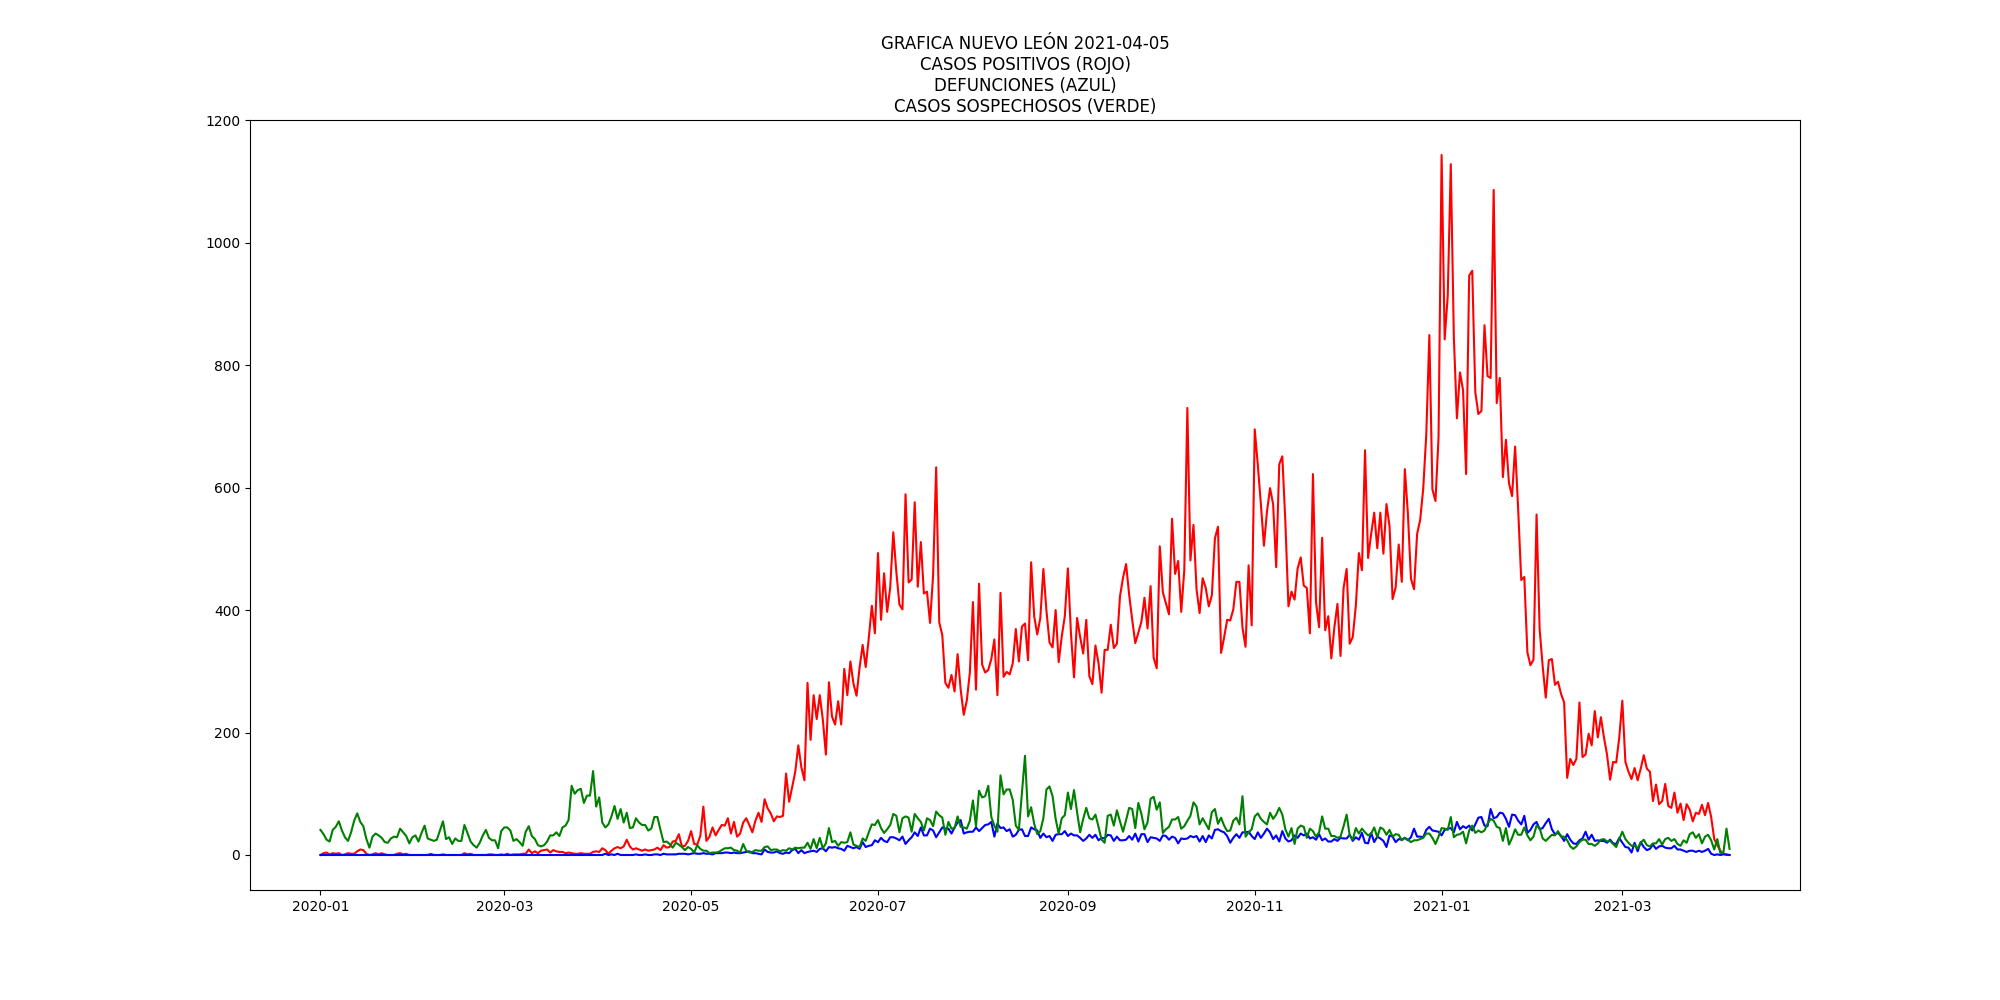 GRAFICA NUEVO LEÓN 2021-04-05
CASOS POSITIVOS (ROJO)
DEFUNCIONES (AZUL)
CASOS SOSPECHOSOS (VERDE)
1200
1000
800
600
400
200
0
2020-01 2020-03 2020-05 2020-07 2020-09 2020-11 2021-01 2021-03